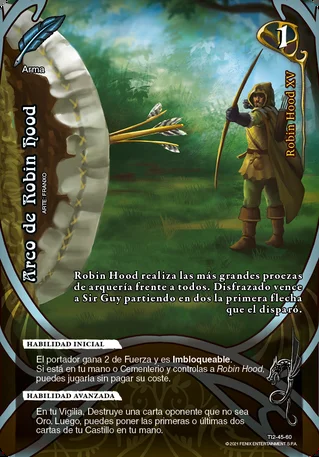 Arma
1
Robin Hood XV
Arco de Robin Hood
ARTE: FRANXO
Robin Hood realiza las más grandes proezas
de arquería frente a todos. Disfrazado vence
a Sir Guy partiendo en dos la primera flecha
que el disparó.
HABILIDAD INICIAL
El portador gana 2 de Fuerza y es Imbloqueable.
Si está en tu mano o Cementerio y controlas a Robin Hood,
puedes jugarla sin pagar su coste.
HABILIDAD AVANZADA
En tu Vigilia, Destruye una carta oponente que no sea
Oro. Luego, puedes poner las primeras o últimas dos
cartas de tu Castillo en tu mano.
TI2-45-60
©2021 FENIX ENTERTAINMENT S.P.A.